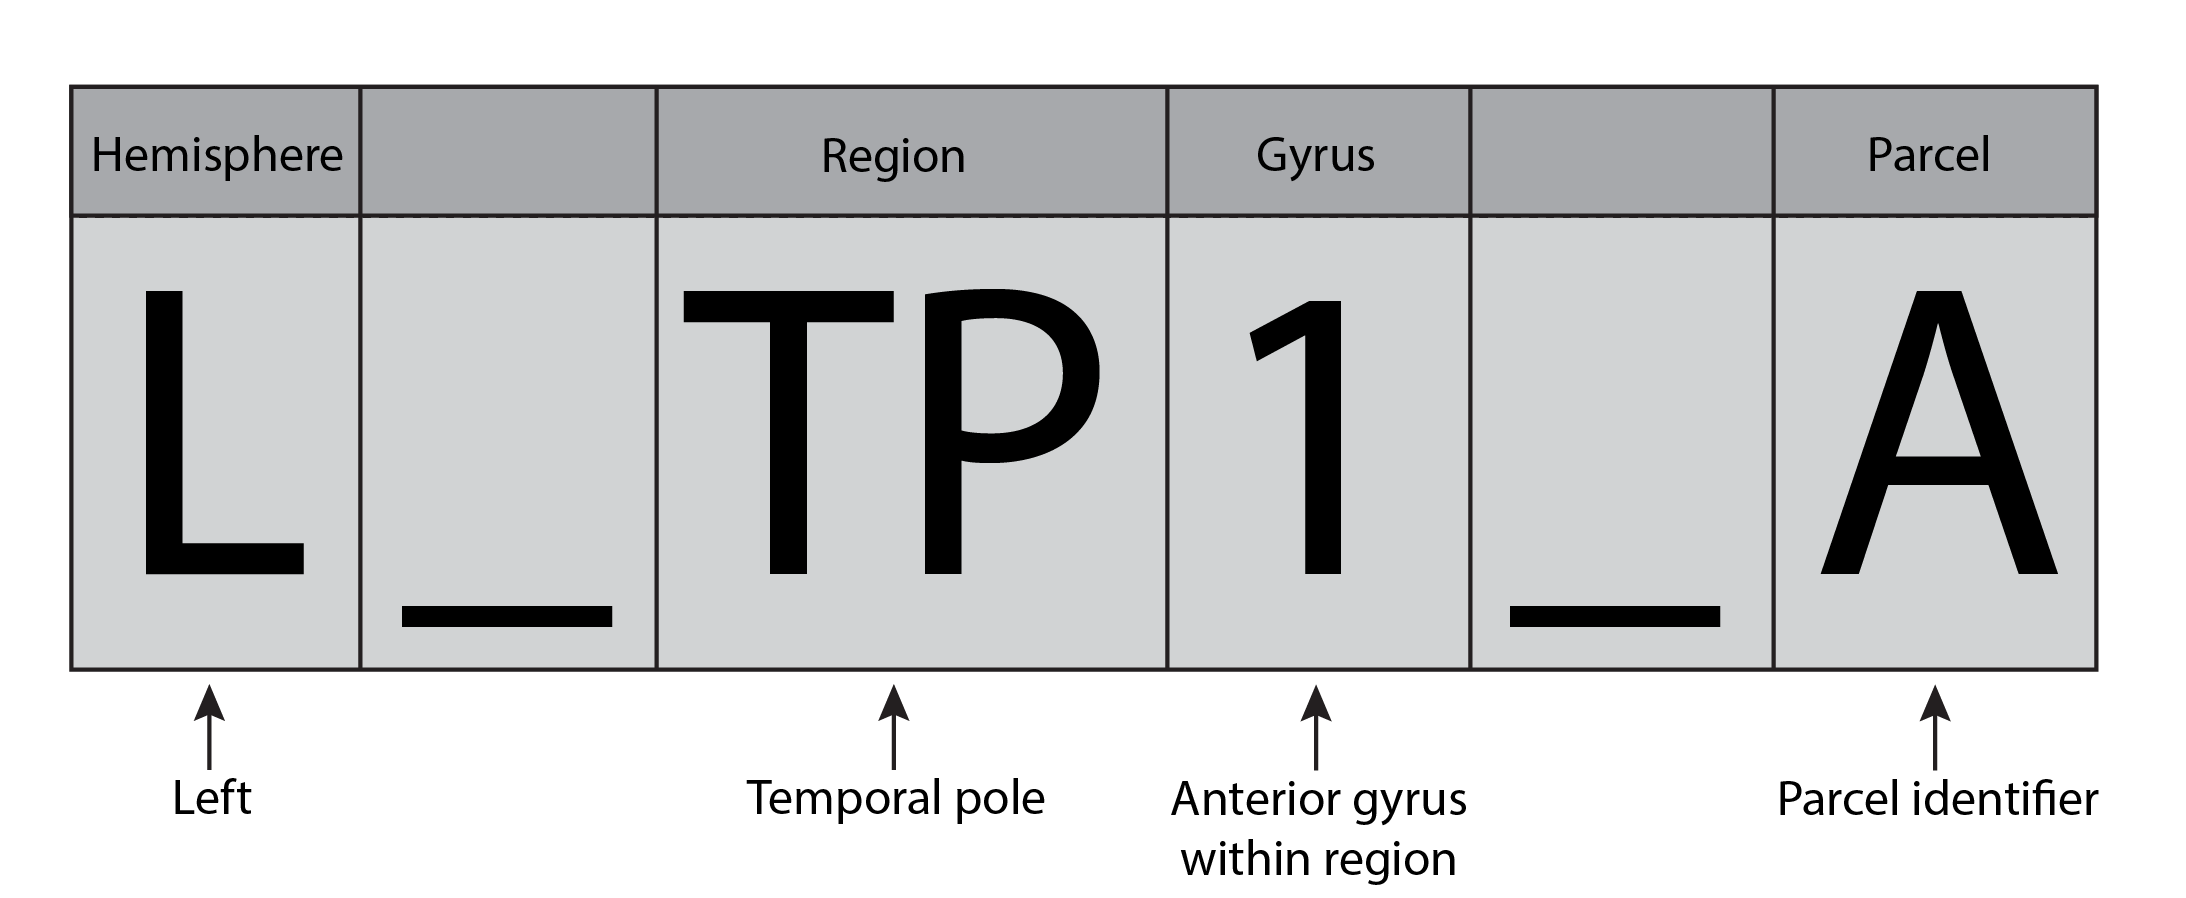 Hemisphere Region Gyrus Parcel
L _ TP 1 _ A
Left Temporal pole Anterior gyrus Parcel identifier
within region